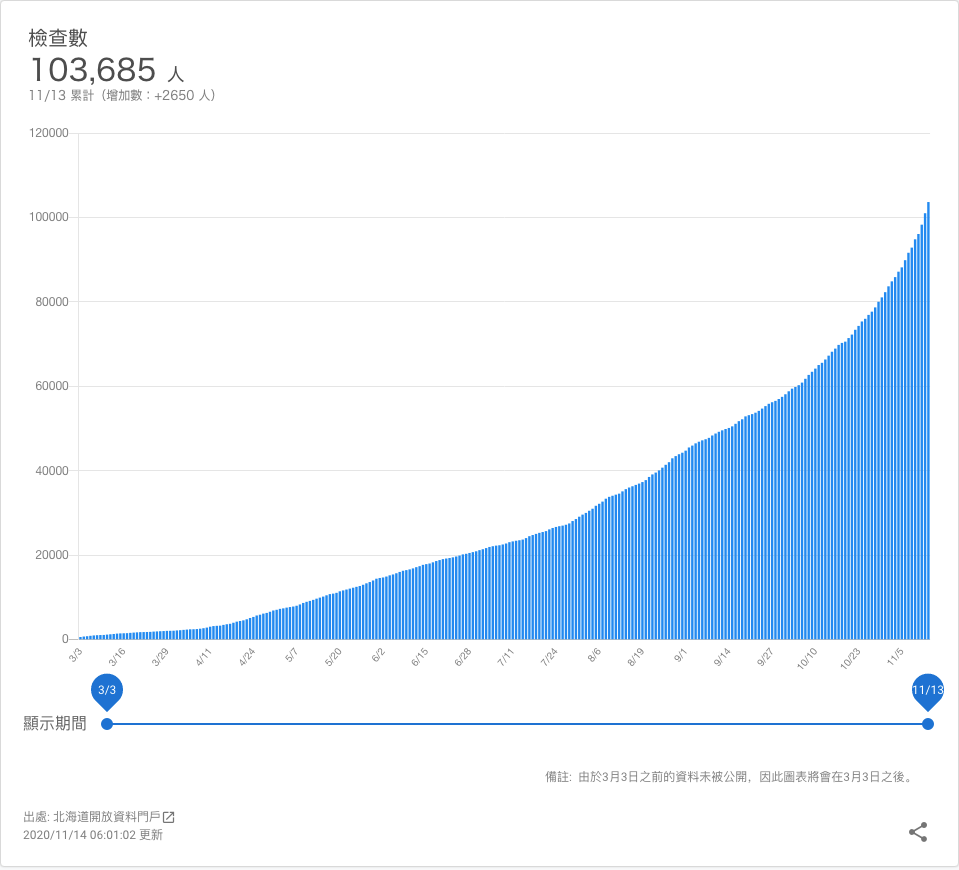 檢查數
103,685 人
11/13 累計（增加數：+2650 人）
120000
100000
80000
60000
40000
20000
0
3/3 3/16 3/29 4/11 4/24 5/7 5/20 6/2 6/15 6/28 7/11 7/24 8/6 8/19 9/1 9/14 9/27 10/10 10/23 11/5
3/3 11/13
顯示期間
備註: 由於3月3日之前的資料未被公開，因此圖表將會在3月3日之後。
出處: 北海道開放資料門戶
2020/11/14 06:01:02 更新